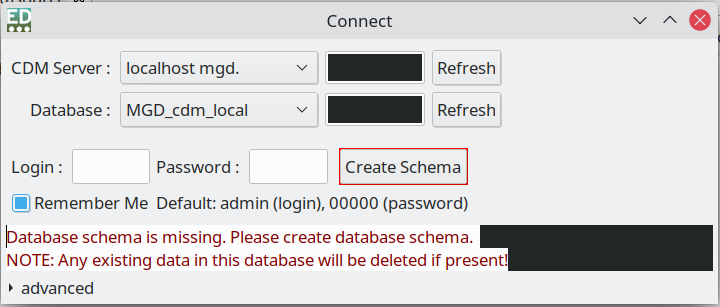 ED
Connect
CDM Server : localhost mgd. Refresh
Database : MGD_cdm_local Refresh
Login : Password : Create Schema
Remember Me Default: admin (login), 00000 (password)
Database schema is missing. Please create database schema.
NOTE: Any existing data in this database will be deleted if present!
advanced